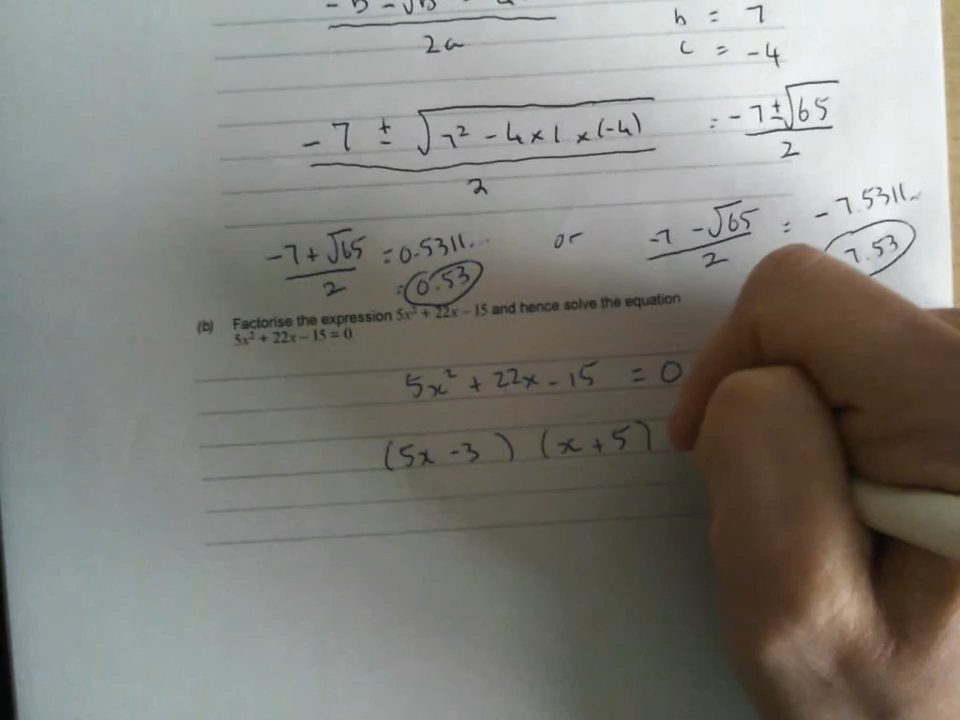 2a
b = 7
c = -4
-7 ± √7² - 4×1×(-4) / 2 = -7±√65 / 2
-7+√65 / 2 = 0.5311... or -7-√65 / 2 = -7.5311..
= 0.53 7.53
(b) Factorise the expression 5x² + 22x – 15 and hence solve the equation
5x² + 22x – 15 = 0
5x² + 22x - 15 = 0
(5x - 3) (x + 5)